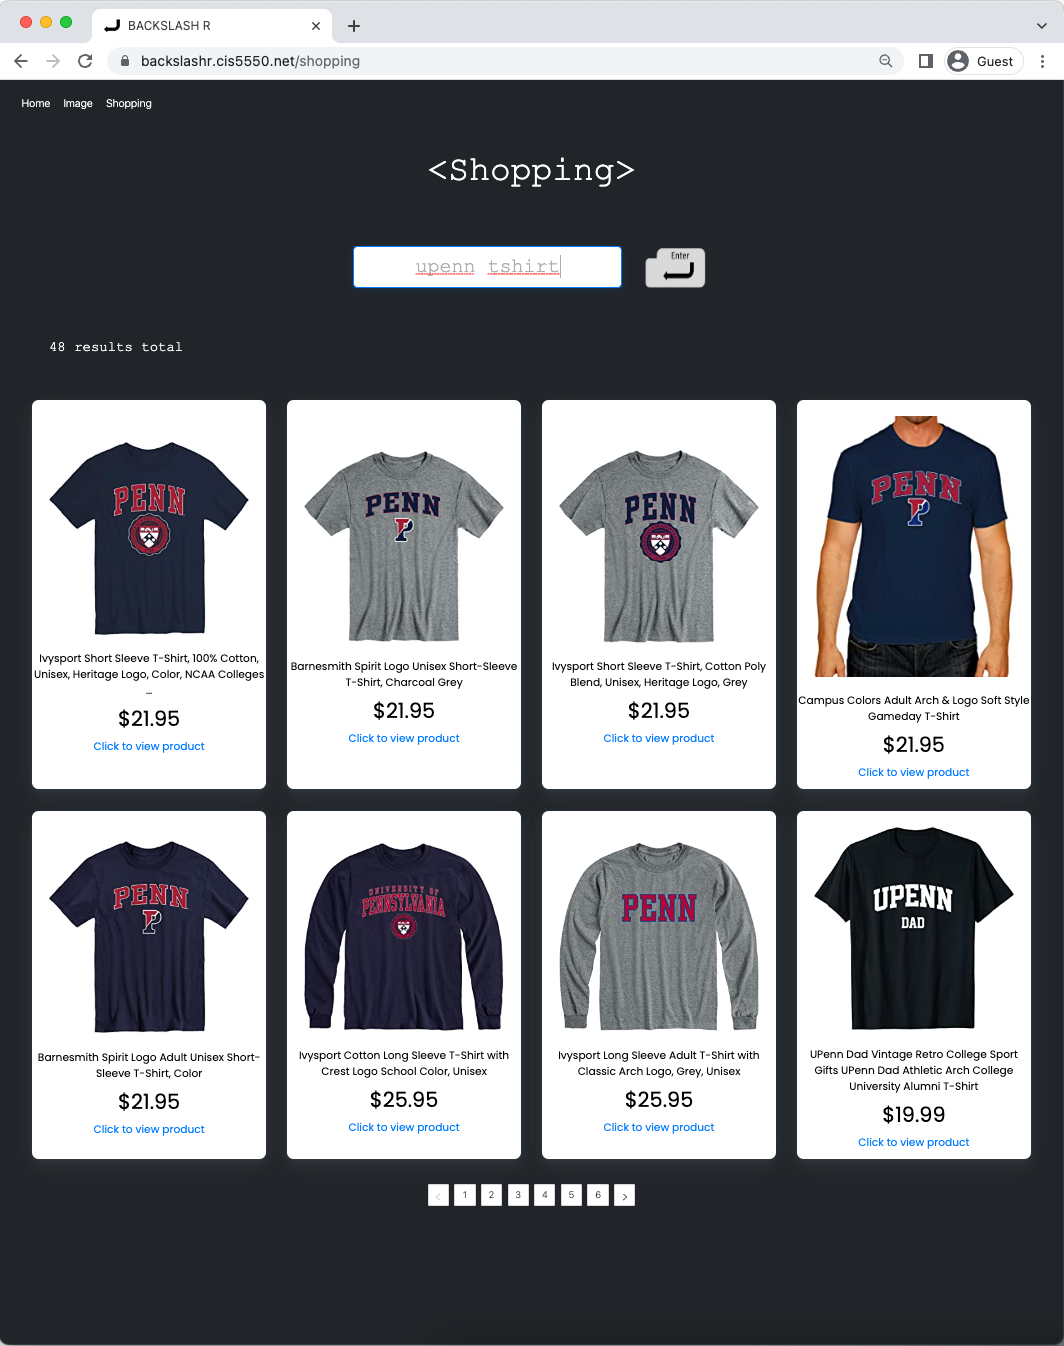 BACKSLASH R
backslashr.cis5550.net/shopping
Guest
Home Image Shopping
<Shopping>
upenn tshirt
Enter
48 results total
PENN
PENN
P
PENN
PENN
P
Ivysport Short Sleeve T-Shirt, 100% Cotton,
Unisex, Heritage Logo, Color, NCAA Colleges
...
$21.95
Click to view product
Barnesmith Spirit Logo Unisex Short-Sleeve
T-Shirt, Charcoal Grey
$21.95
Click to view product
Ivysport Short Sleeve T-Shirt, Cotton Poly
Blend, Unisex, Heritage Logo, Grey
$21.95
Click to view product
Campus Colors Adult Arch & Logo Soft Style
Gameday T-Shirt
$21.95
Click to view product
PENN
P
UNIVERSITY OF
PENNSYLVANIA
PENN
UPENN
DAD
Barnesmith Spirit Logo Adult Unisex Short-
Sleeve T-Shirt, Color
$21.95
Click to view product
Ivysport Cotton Long Sleeve T-Shirt with
Crest Logo School Color, Unisex
$25.95
Click to view product
Ivysport Long Sleeve Adult T-Shirt with
Classic Arch Logo, Grey, Unisex
$25.95
Click to view product
UPenn Dad Vintage Retro College Sport
Gifts UPenn Dad Athletic Arch College
University Alumni T-Shirt
$19.99
Click to view product
< 1 2 3 4 5 6 >